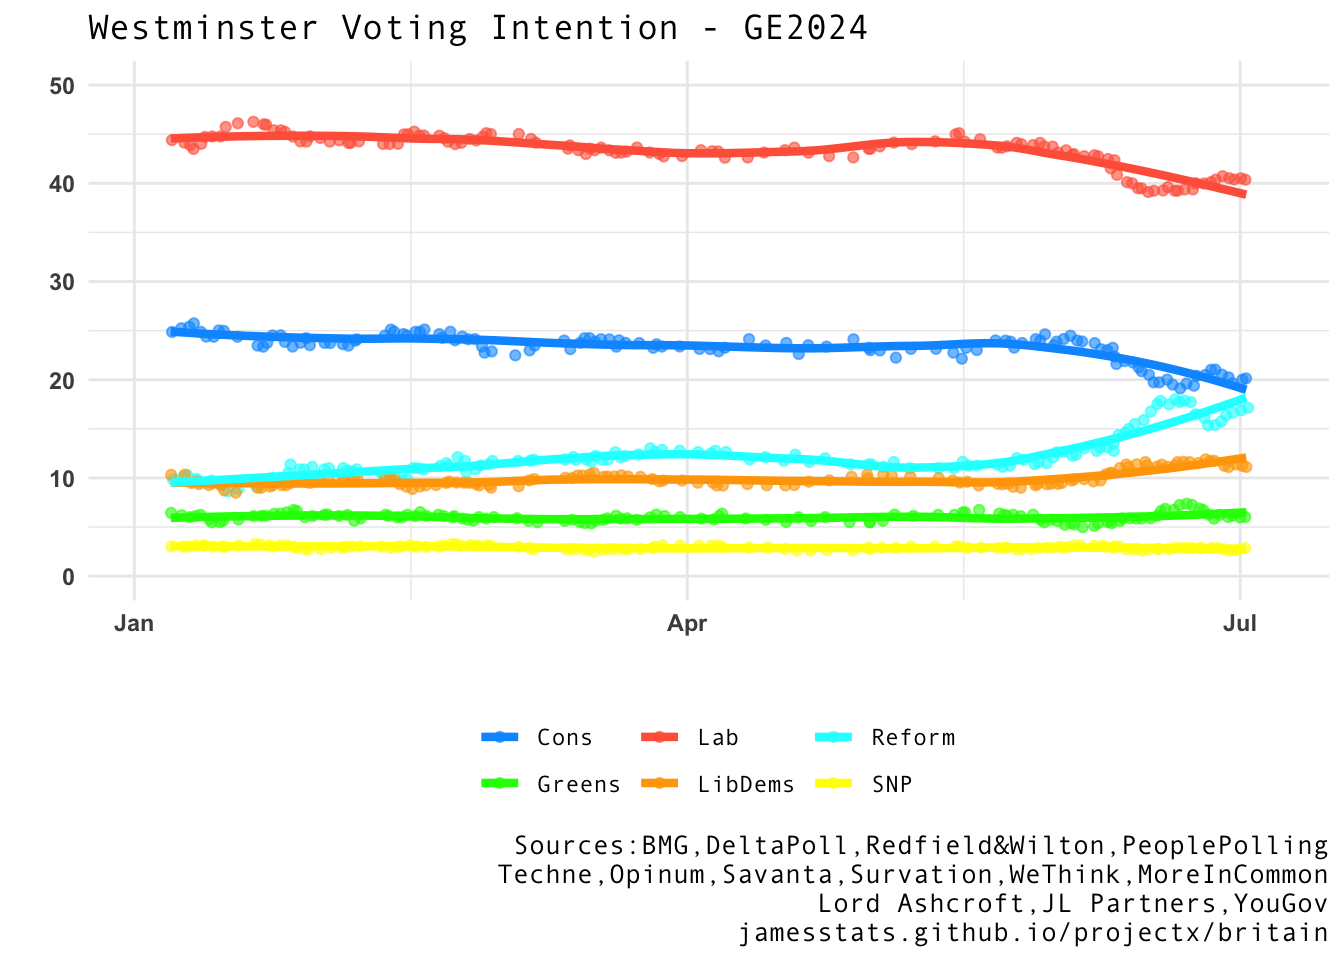 Westminster Voting Intention - GE2024
50
40
30
20
10
0
Jan Apr Jul
Cons Lab Reform
Greens LibDems SNP
Sources:BMG,DeltaPoll,Redfield&Wilton,PeoplePolling
Techne,Opinum,Savanta,Survation,WeThink,MoreInCommon
Lord Ashcroft,JL Partners,YouGov
jamesstats.github.io/projectx/britain